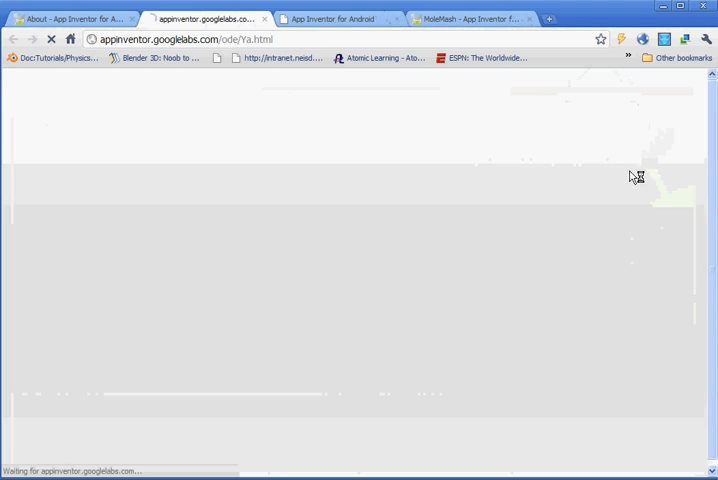 About - App Inventor for A...
appinventor.googlelabs.co...
App Inventor for Android
MoleMash - App Inventor f...
appinventor.googlelabs.com/ode/Ya.html
Doc:Tutorials/Physics...
Blender 3D: Noob to ...
http://intranet.neisd....
Atomic Learning - Ato...
ESPN: The Worldwide...
»
Other bookmarks
Waiting for appinventor.googlelabs.com...